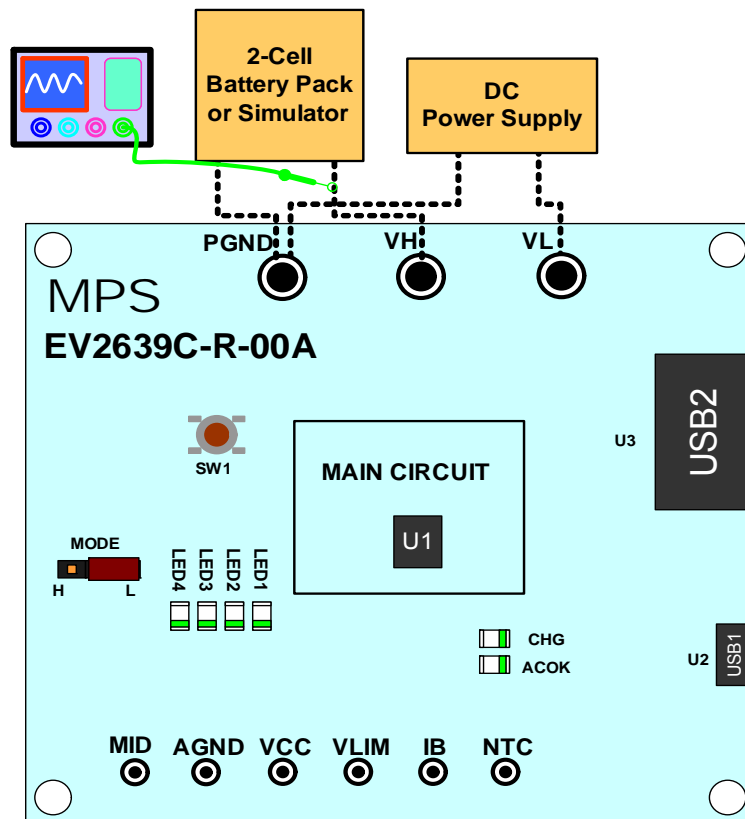 2-Cell
Battery Pack
or Simulator
DC
Power Supply
PGND
VH
VL
MPS
EV2639C-R-00A
USB2
U3
SW1
MAIN CIRCUIT
U1
MODE
H
L
LED4
LED3
LED2
LED1
CHG
ACOK
U2
USB1
MID
AGND
VCC
VLIM
IB
NTC